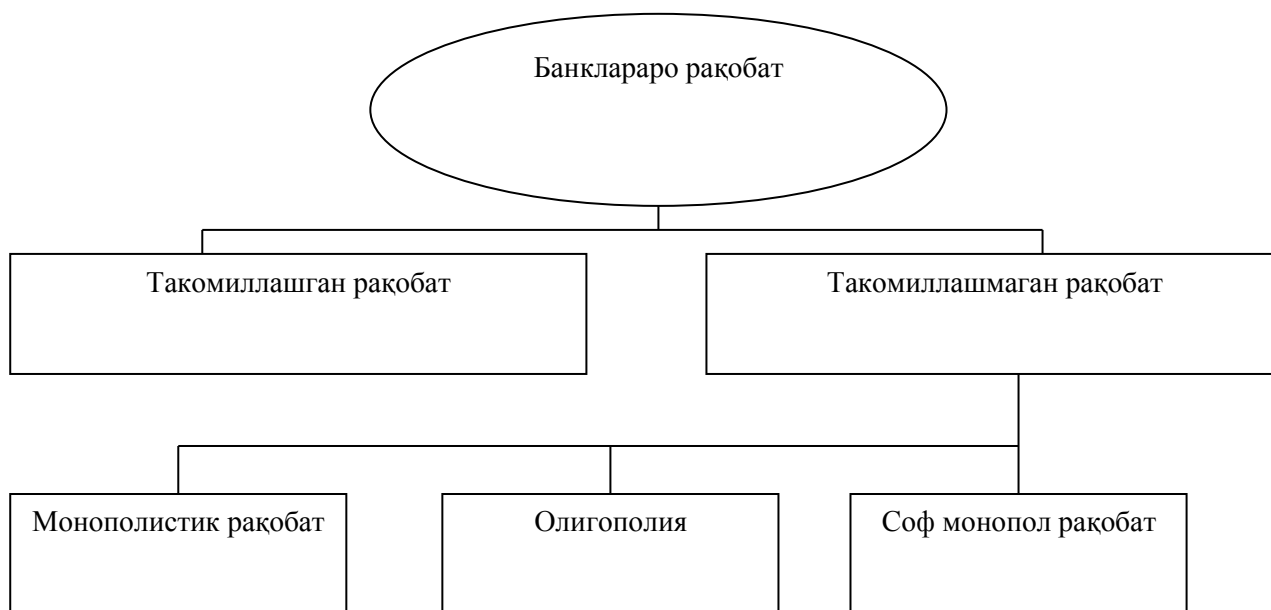 Банклараро рақобат
Такомиллашган рақобат
Такомиллашмаган рақобат
Монополистик рақобат
Олигополия
Соф монопол рақобат